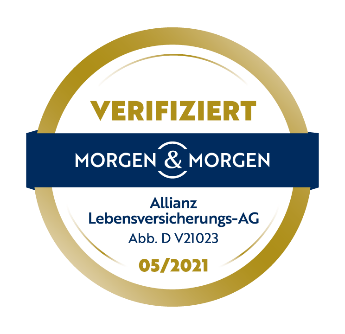 VERIFIZIERT
MORGEN & MORGEN
Allianz
Lebensversicherungs-AG
Abb. D V21023
05/2021